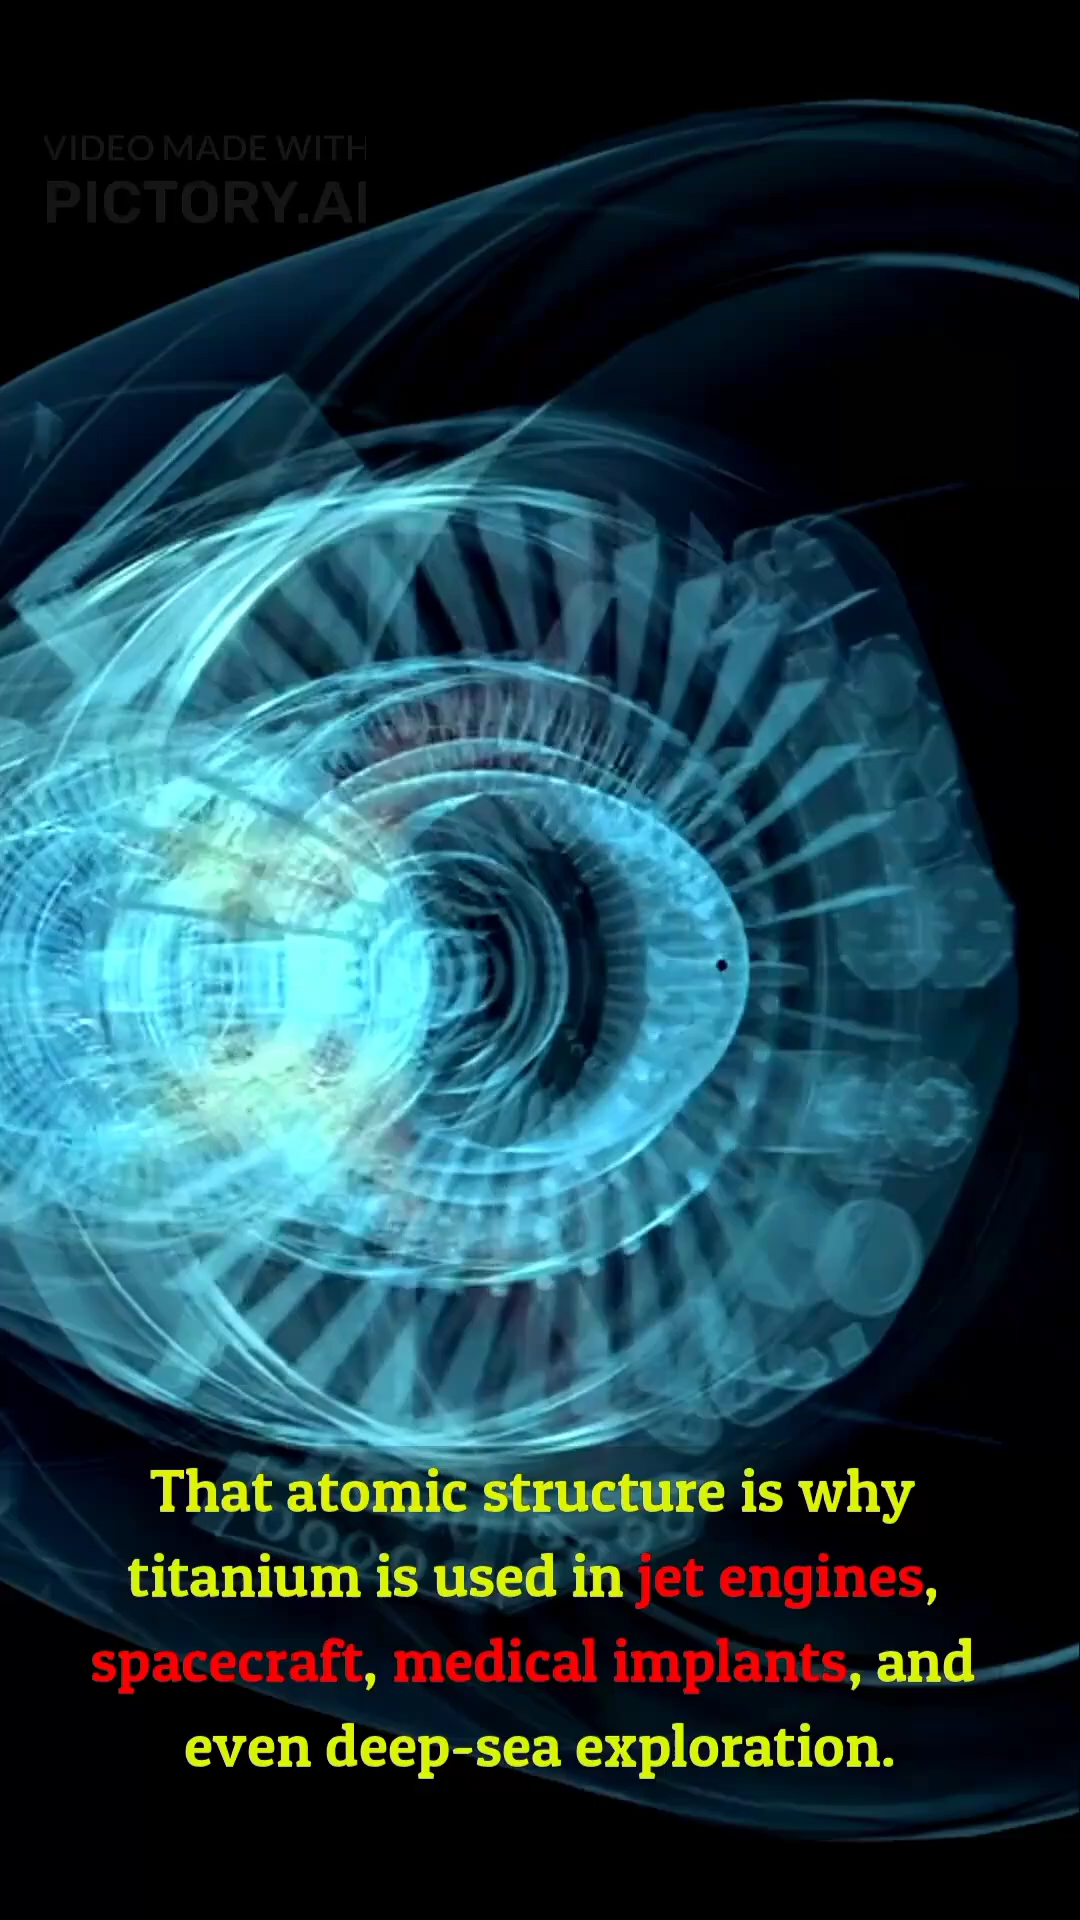 VIDEO MADE WITH
PICTORY.AI
That atomic structure is why
titanium is used in jet engines,
spacecraft, medical implants, and
even deep-sea exploration.